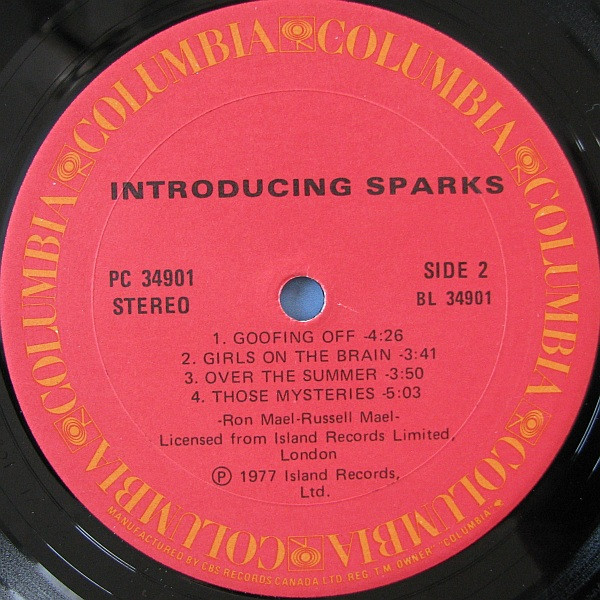 COLUMBIA COLUMBIA COLUMBIA COLUMBIA COLUMBIA COLUMBIA
INTRODUCING SPARKS
PC 34901
STEREO
SIDE 2
BL 34901
1. GOOFING OFF -4:26
2. GIRLS ON THE BRAIN -3:41
3. OVER THE SUMMER -3:50
4. THOSE MYSTERIES -5:03
-Ron Mael-Russell Mael-
Licensed from Island Records Limited,
London
Ⓟ 1977 Island Records,
Ltd.
MANUFACTURED BY CBS RECORDS CANADA LTD REG T.M. OWNER "COLUMBIA"